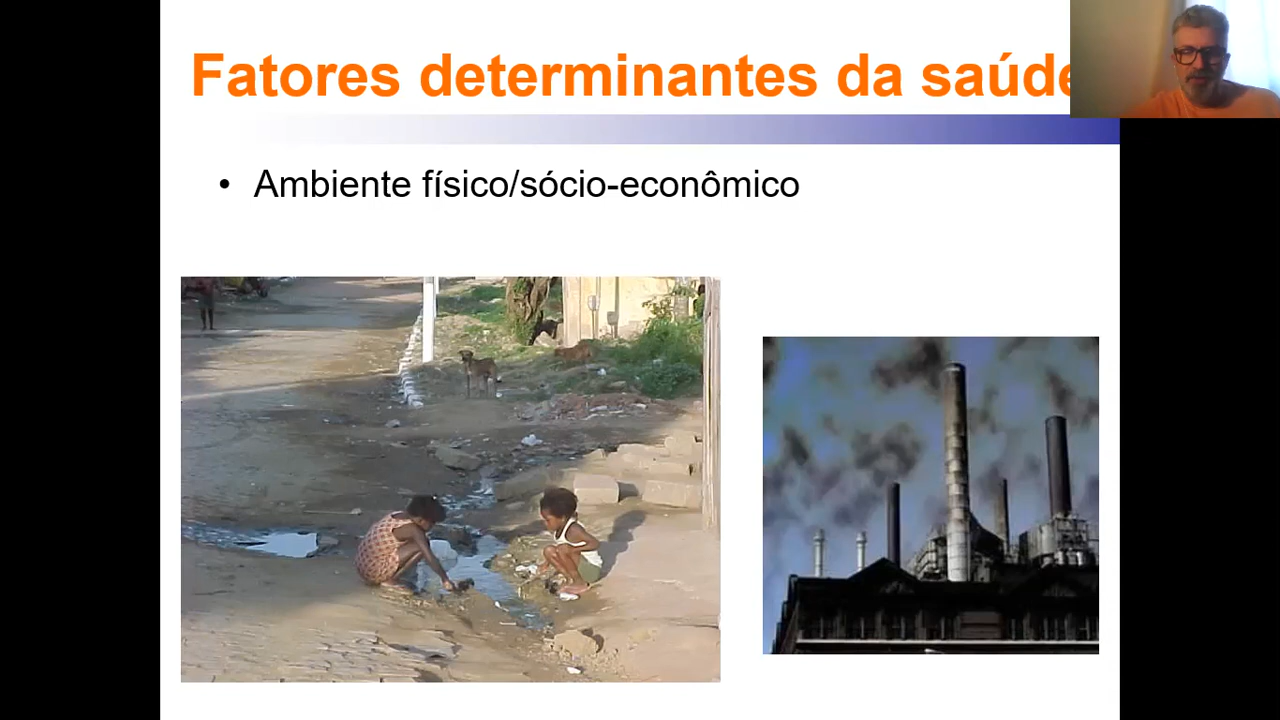 Fatores determinantes da saúde
• Ambiente físico/sócio-econômico